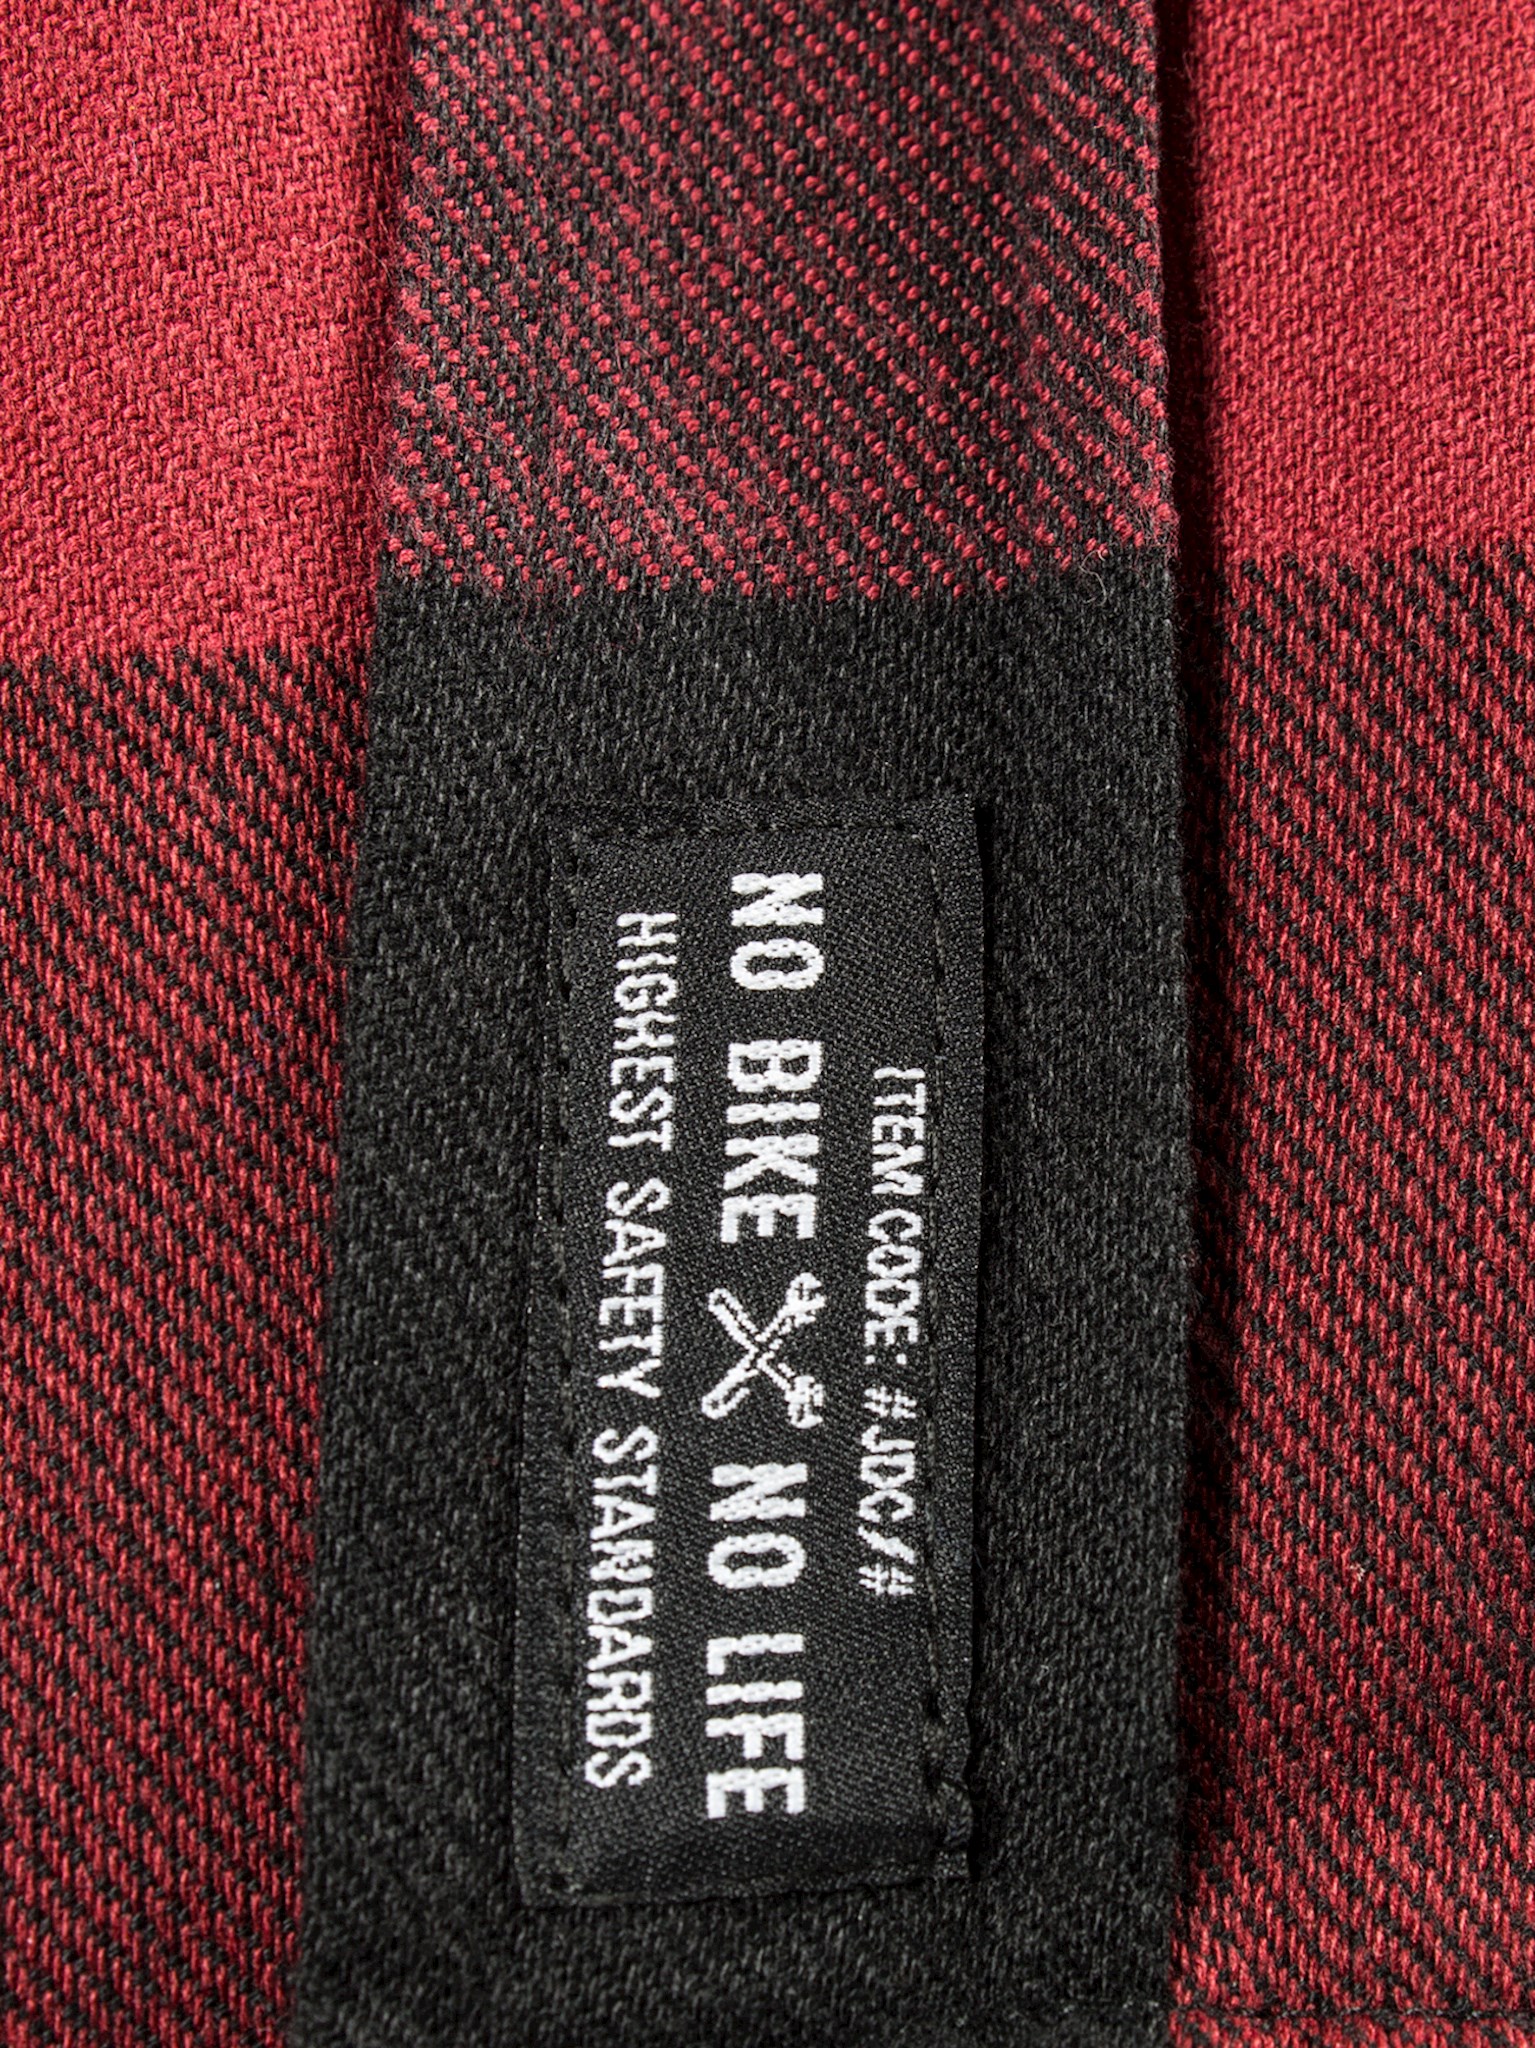 ITEM CODE: #JDC/#
NO BIKE NO LIFE
HIGHEST SAFETY STANDARDS